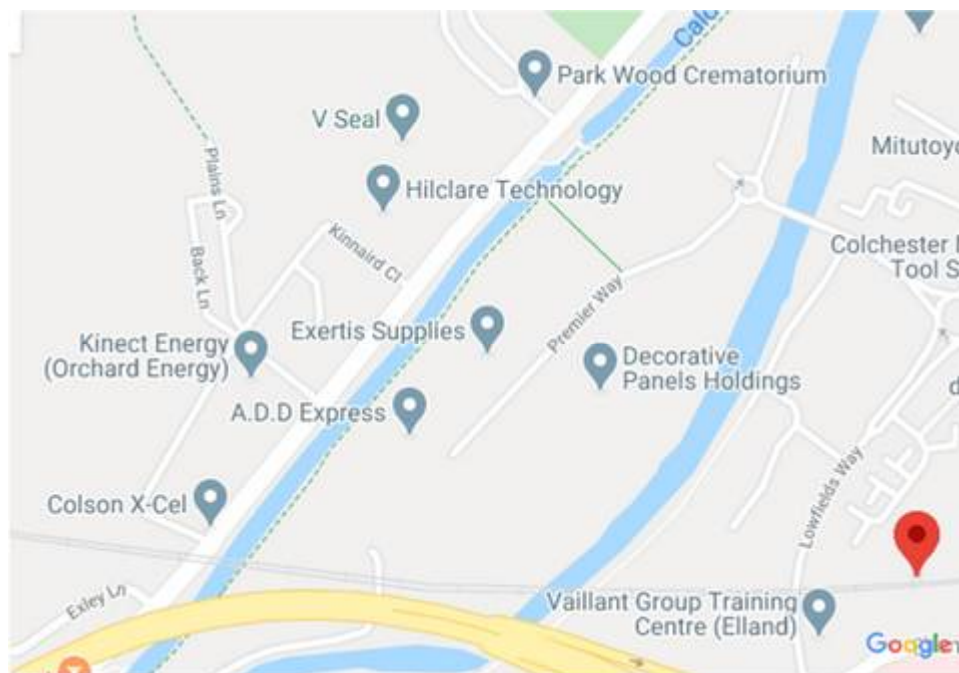 Cald
Park Wood Crematorium
V Seal
Mitutoyo
Plains Ln
Hilclare Technology
Kinnaird Cl
Colchester
Tool S
Back Ln
Exertis Supplies
Premier Way
Kinect Energy
(Orchard Energy)
Decorative
Panels Holdings
d
A.D.D Express
Lowfields Way
Colson X-Cel
Exley Ln
Vaillant Group Training
Centre (Elland)
Google